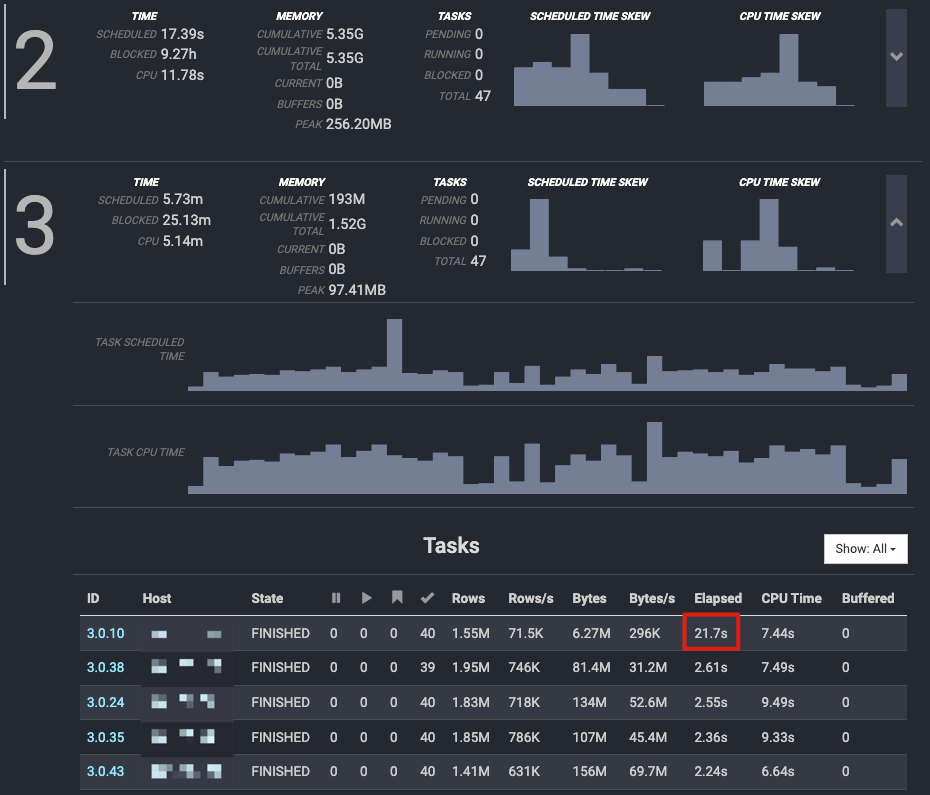 2
TIME
SCHEDULED 17.39s
BLOCKED 9.27h
CPU 11.78s
MEMORY
CUMULATIVE 5.35G
CUMULATIVE TOTAL 5.35G
CURRENT 0B
BUFFERS 0B
PEAK 256.20MB
TASKS
PENDING 0
RUNNING 0
BLOCKED 0
TOTAL 47
SCHEDULED TIME SKEW
CPU TIME SKEW
3
TIME
SCHEDULED 5.73m
BLOCKED 25.13m
CPU 5.14m
MEMORY
CUMULATIVE 193M
CUMULATIVE TOTAL 1.52G
CURRENT 0B
BUFFERS 0B
PEAK 97.41MB
TASKS
PENDING 0
RUNNING 0
BLOCKED 0
TOTAL 47
SCHEDULED TIME SKEW
CPU TIME SKEW
TASK SCHEDULED
TIME
TASK CPU TIME
Tasks
Show: All
ID Host State Rows Rows/s Bytes Bytes/s Elapsed CPU Time Buffered
3.0.10 FINISHED 0 0 0 40 1.55M 71.5K 6.27M 296K 21.7s 7.44s 0
3.0.38 FINISHED 0 0 0 39 1.95M 746K 81.4M 31.2M 2.61s 7.49s 0
3.0.24 FINISHED 0 0 0 40 1.83M 718K 134M 52.6M 2.55s 9.49s 0
3.0.35 FINISHED 0 0 0 40 1.85M 786K 107M 45.4M 2.36s 9.33s 0
3.0.43 FINISHED 0 0 0 40 1.41M 631K 156M 69.7M 2.24s 6.64s 0